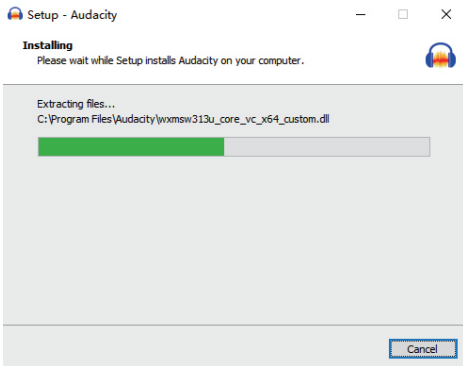 Setup - Audacity
Installing
Please wait while Setup installs Audacity on your computer.
Extracting files...
C:\Program Files\Audacity\wxmsw313u_core_vc_x64_custom.dll
Cancel